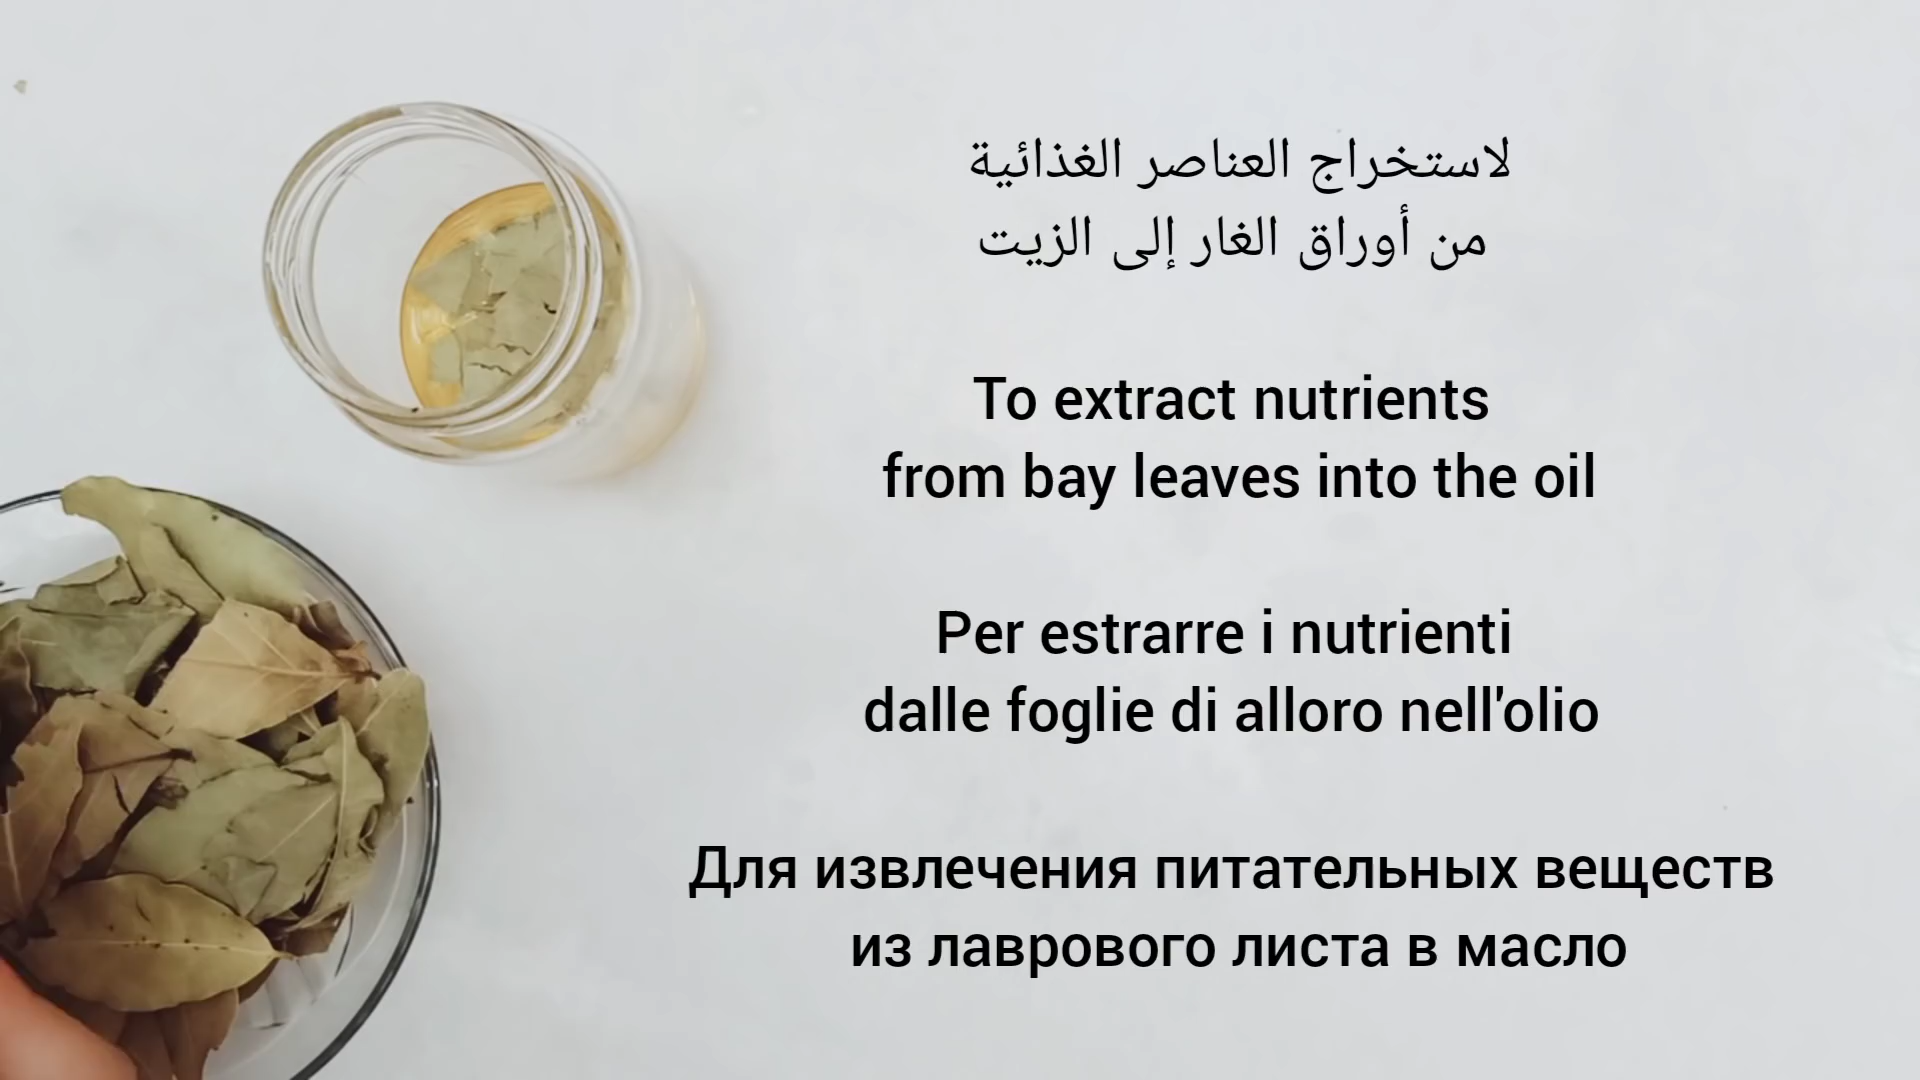 لاستخراج العناصر الغذائية
من أوراق الغار إلى الزيت
To extract nutrients
from bay leaves into the oil
Per estrarre i nutrienti
dalle foglie di alloro nell'olio
Для извлечения питательных веществ
из лаврового листа в масло